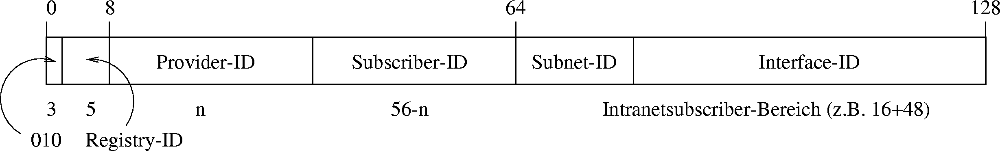 0 8 64 128
Provider-ID Subscriber-ID Subnet-ID Interface-ID
3 5 n 56-n Intranetsubscriber-Bereich (z.B. 16+48)
010 Registry-ID